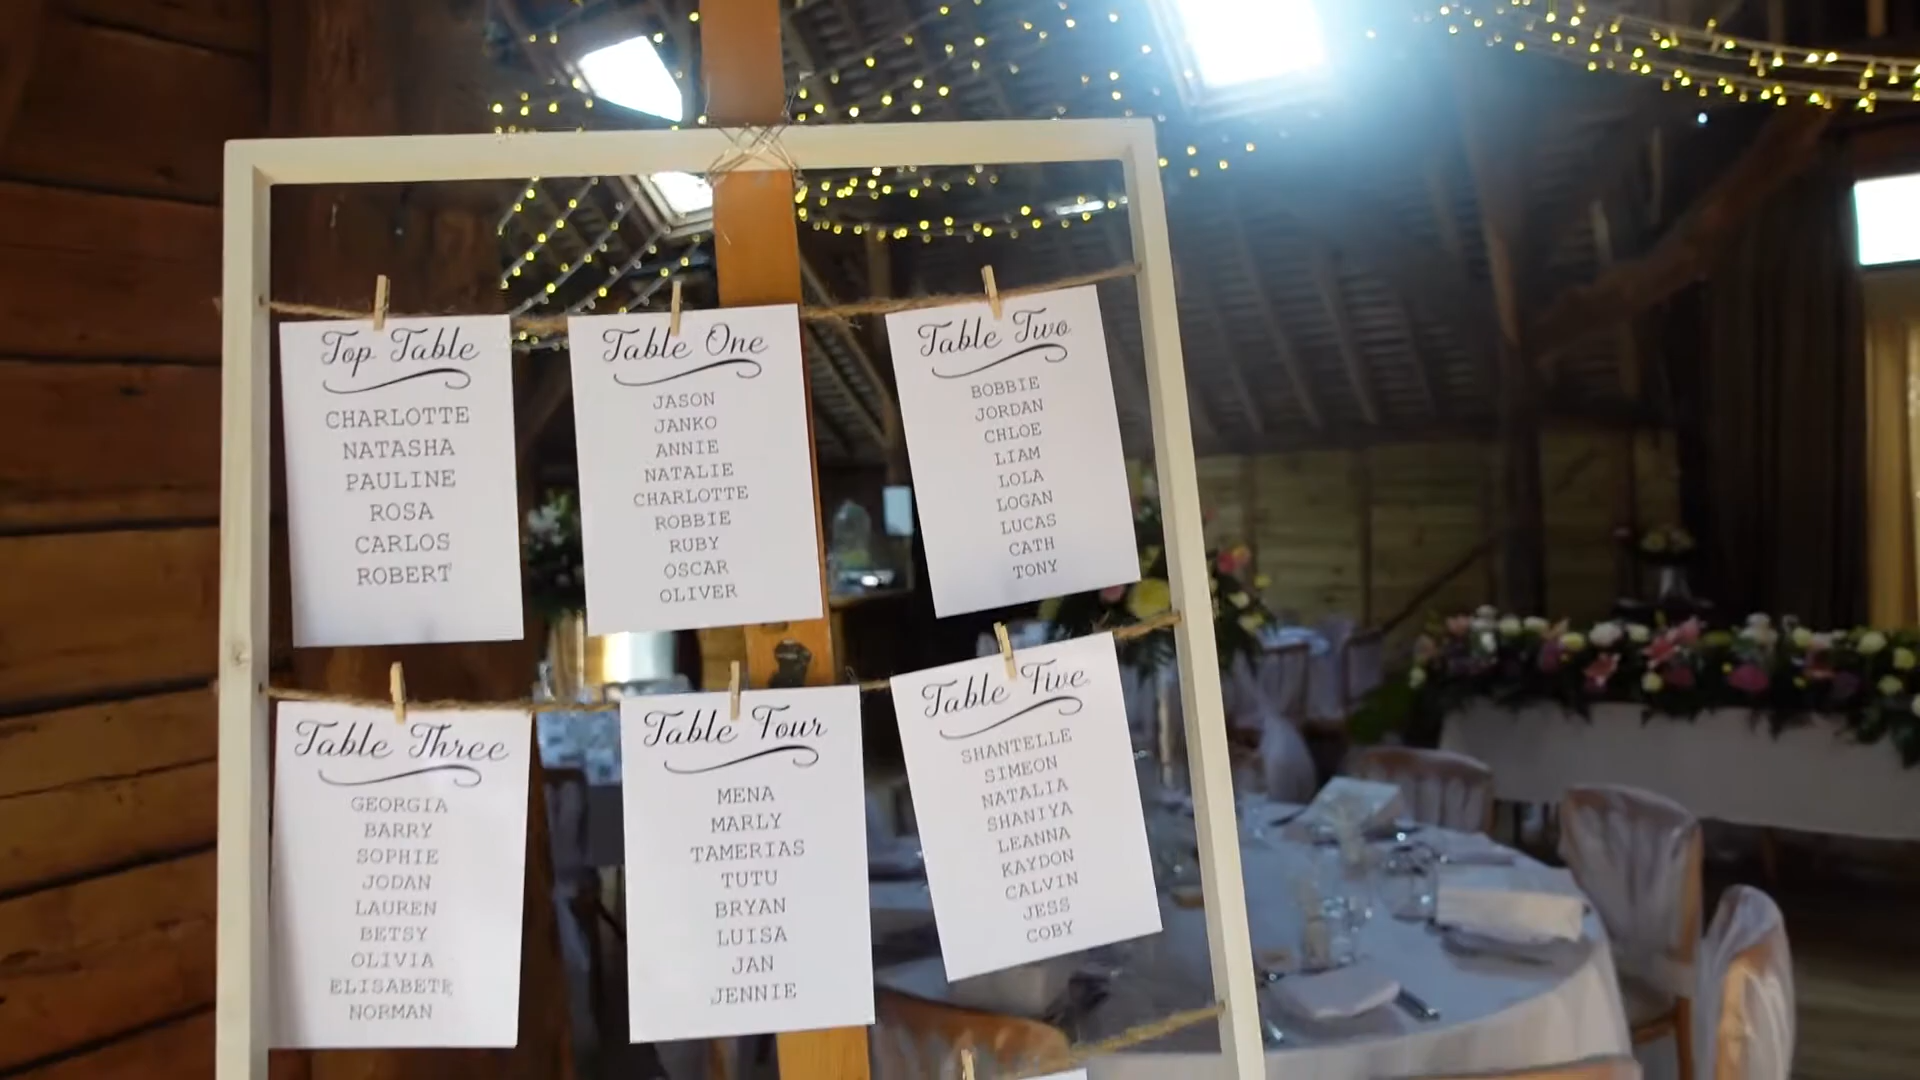 Top Table
CHARLOTTE
NATASHA
PAULINE
ROSA
CARLOS
ROBERT
Table One
JASON
JANKO
ANNIE
NATALIE
CHARLOTTE
ROBBIE
RUBY
OSCAR
OLIVER
Table Two
BOBBIE
JORDAN
CHLOE
LIAM
LOLA
LOGAN
LUCAS
CATH
TONY
Table Three
GEORGIA
BARRY
SOPHIE
JODAN
LAUREN
BETSY
OLIVIA
ELISABETE
NORMAN
Table Four
MENA
MARLY
TAMERIAS
TUTU
BRYAN
LUISA
JAN
JENNIE
Table Five
SHANTELLE
SIMEON
NATALIA
SHANIYA
LEANNA
KAYDON
CALVIN
JESS
COBY